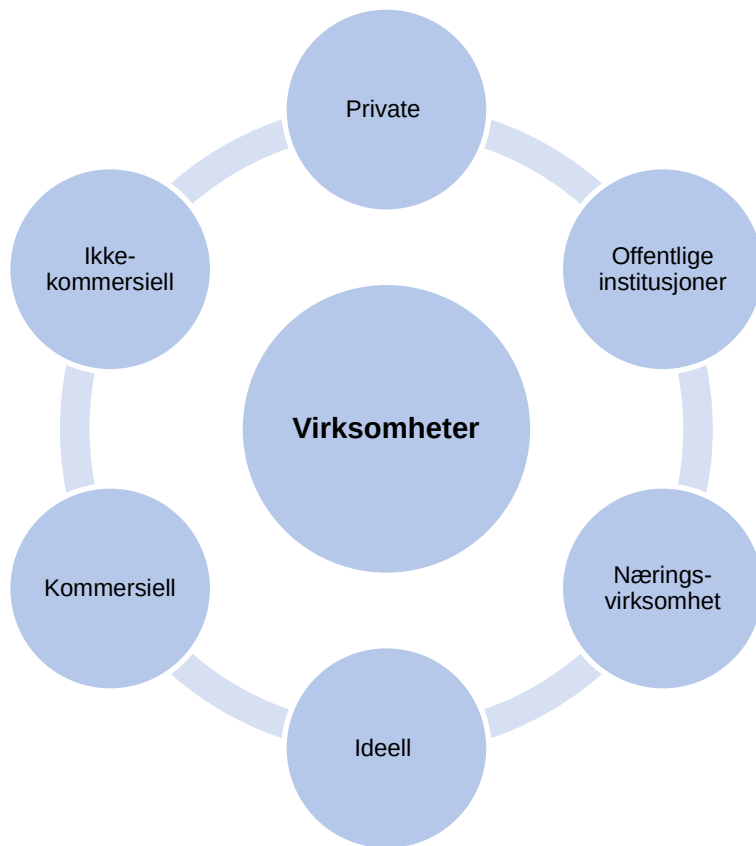 Private
Offentlige
institusjoner
Nærings-
virksomhet
Ideell
Kommersiell
Ikke-
kommersiell
Virksomheter